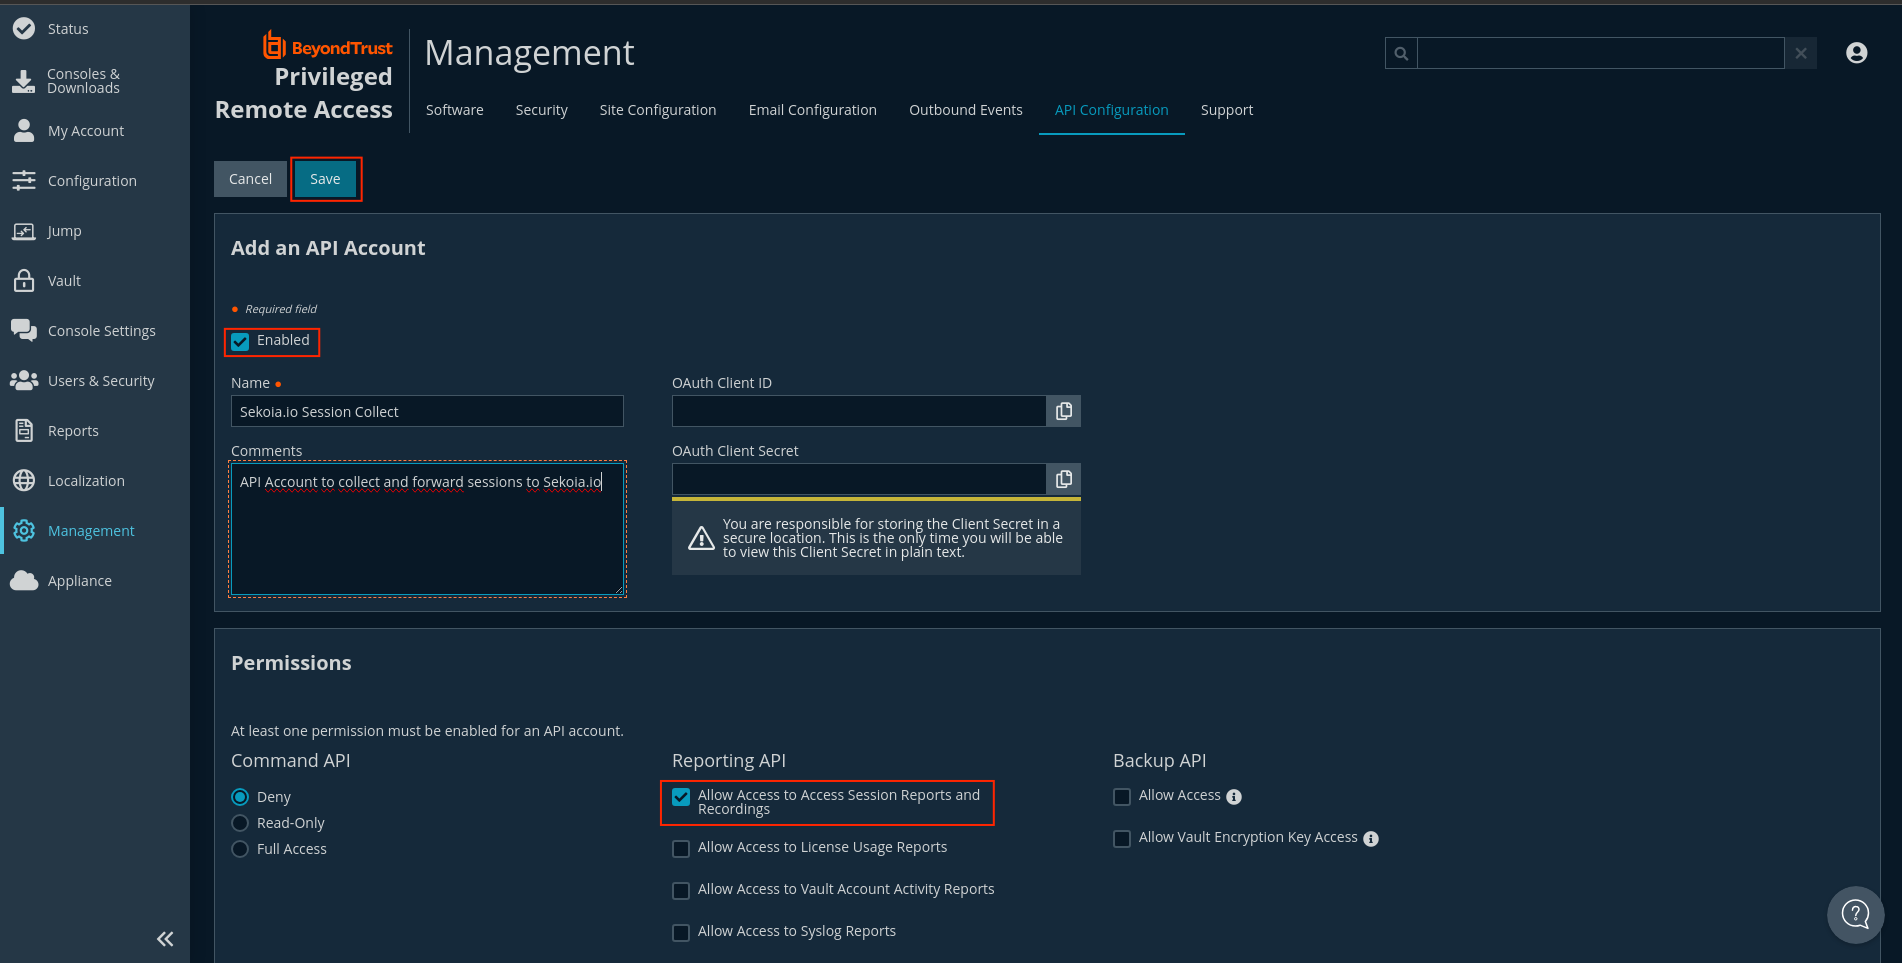 Status
Consoles &
Downloads
My Account
Configuration
Jump
Vault
Console Settings
Users & Security
Reports
Localization
Management
Appliance
BeyondTrust
Privileged
Remote Access
Management
Software Security Site Configuration Email Configuration Outbound Events API Configuration Support
Cancel Save
Add an API Account
Required field
Enabled
Name
Sekoia.io Session Collect
Comments
API Account to collect and forward sessions to Sekoia.io
OAuth Client ID
OAuth Client Secret
You are responsible for storing the Client Secret in a
secure location. This is the only time you will be able
to view this Client Secret in plain text.
Permissions
At least one permission must be enabled for an API account.
Command API
Deny
Read-Only
Full Access
Reporting API
Allow Access to Access Session Reports and
Recordings
Allow Access to License Usage Reports
Allow Access to Vault Account Activity Reports
Allow Access to Syslog Reports
Backup API
Allow Access
Allow Vault Encryption Key Access